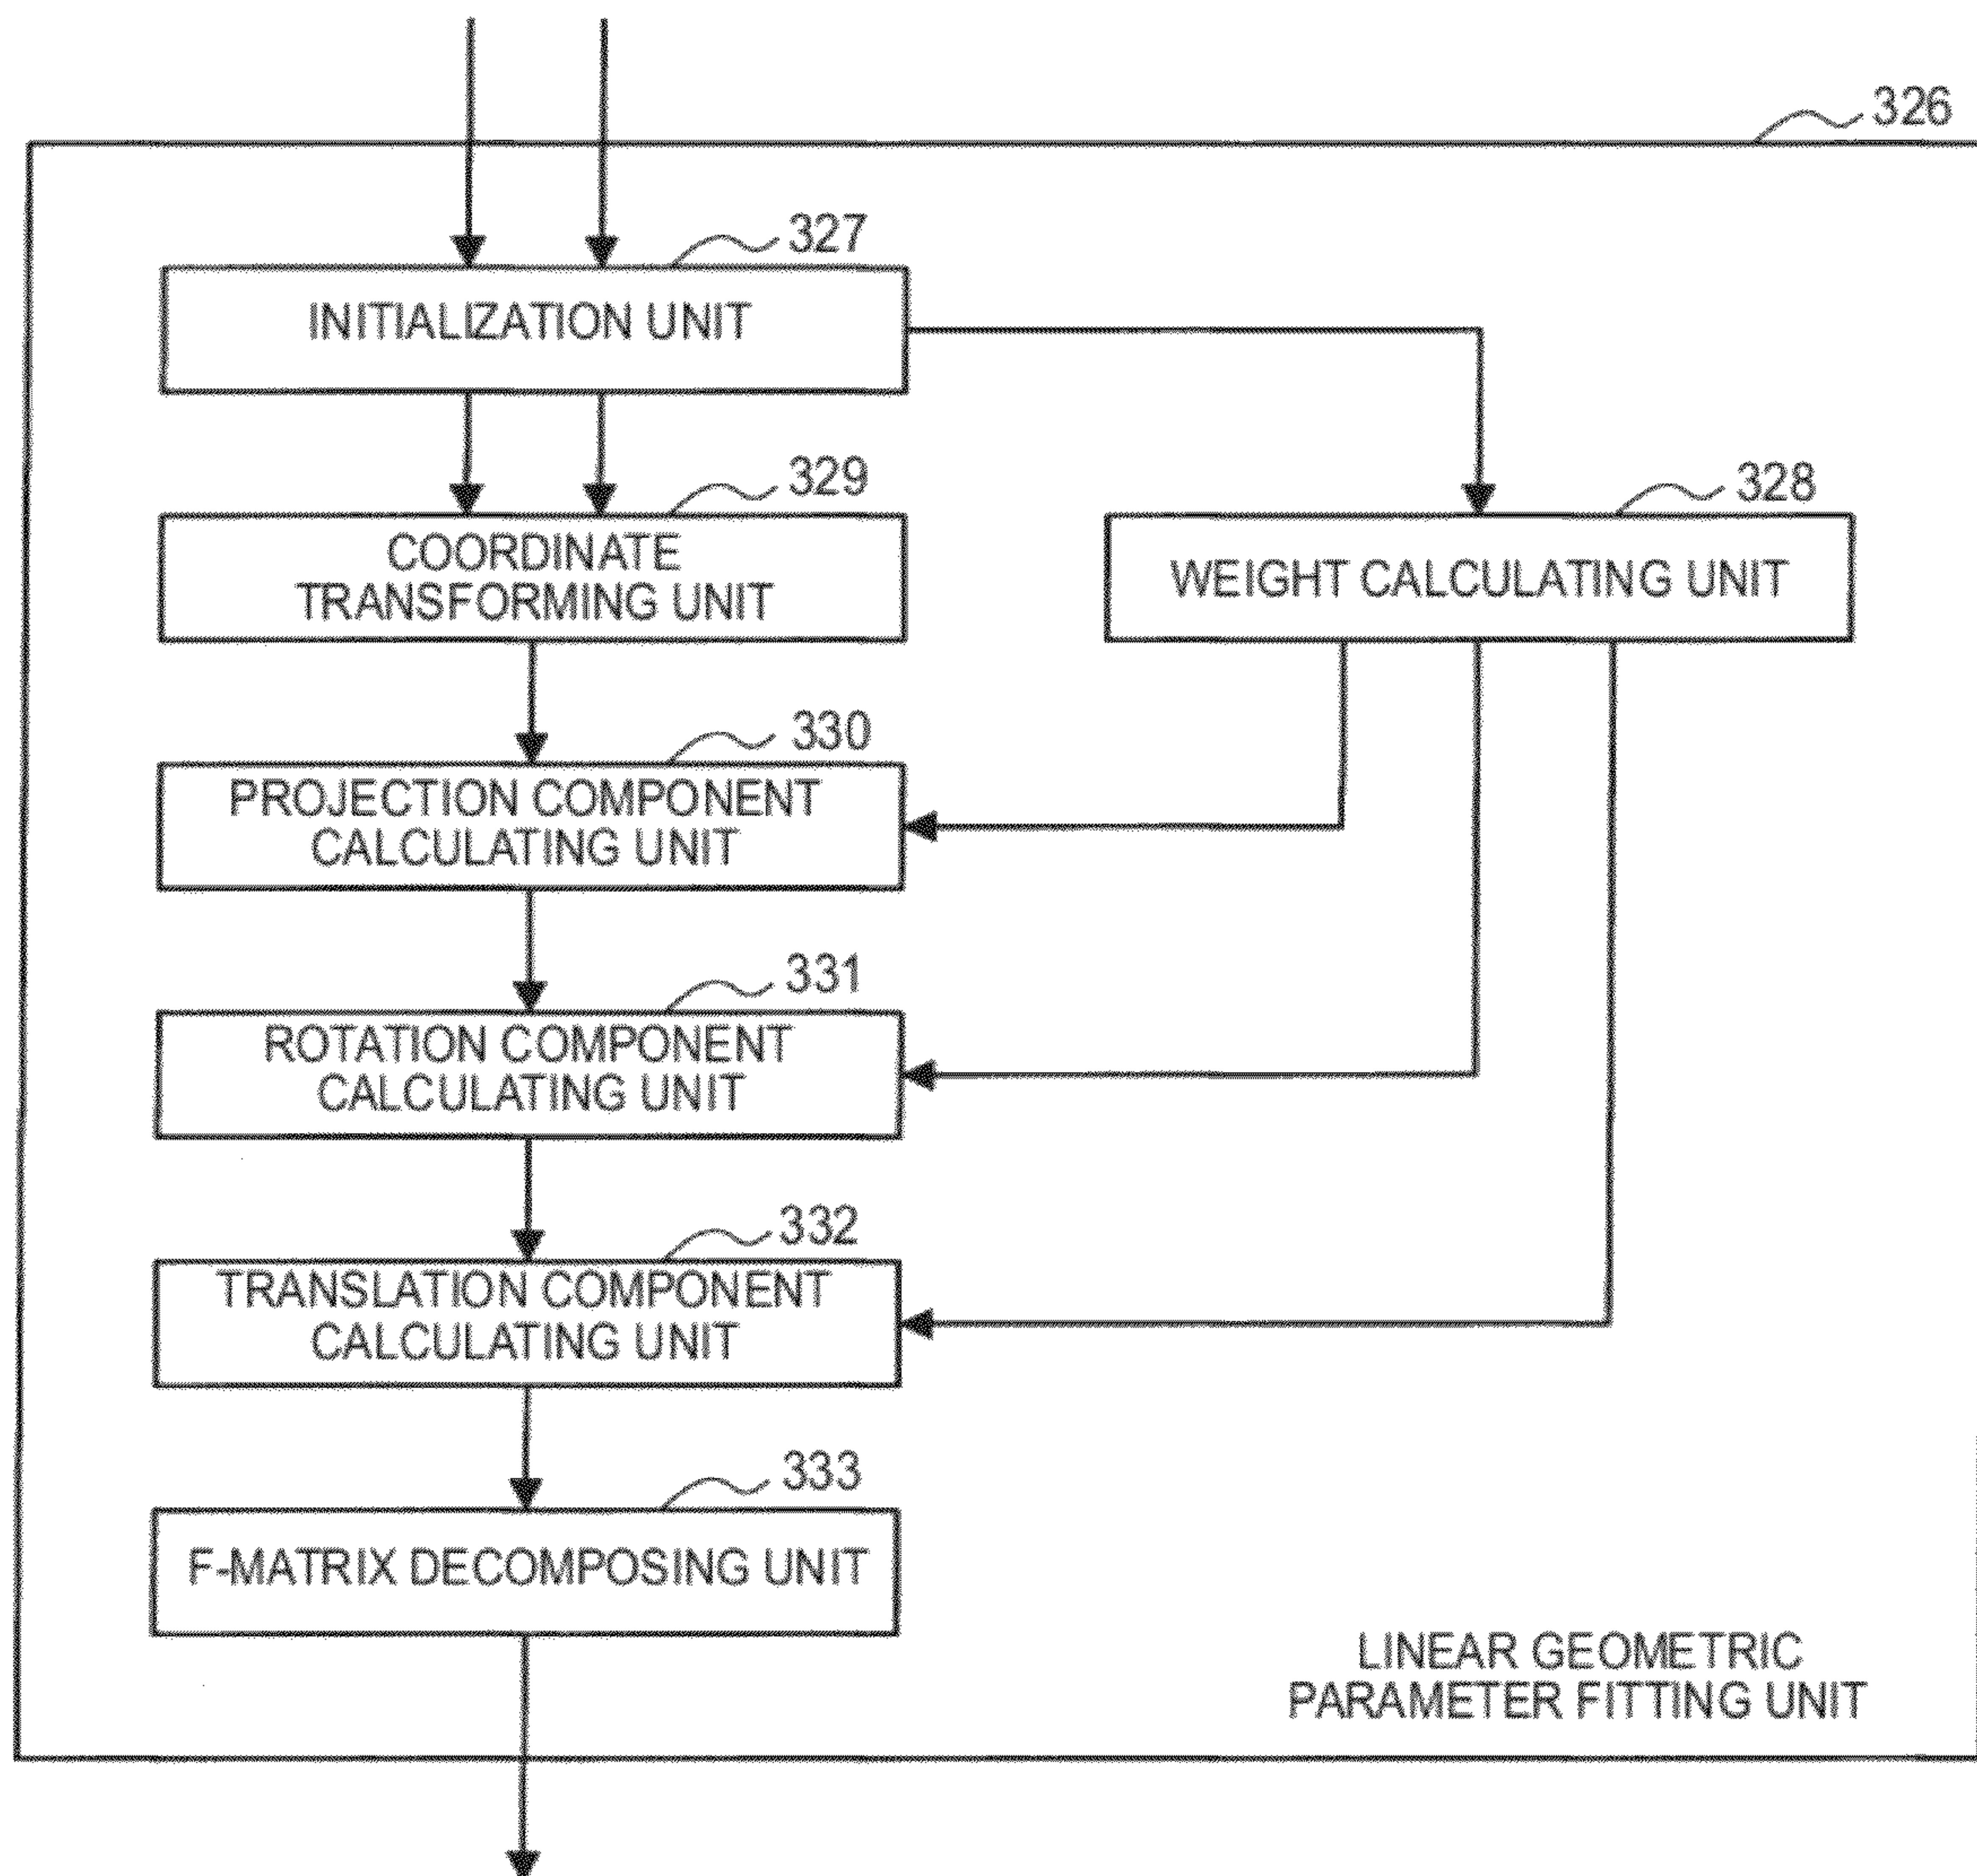 326
327
INITIALIZATION UNIT
329
COORDINATE
TRANSFORMING UNIT
328
WEIGHT CALCULATING UNIT
330
PROJECTION COMPONENT
CALCULATING UNIT
331
ROTATION COMPONENT
CALCULATING UNIT
332
TRANSLATION COMPONENT
CALCULATING UNIT
333
F-MATRIX DECOMPOSING UNIT
LINEAR GEOMETRIC
PARAMETER FITTING UNIT